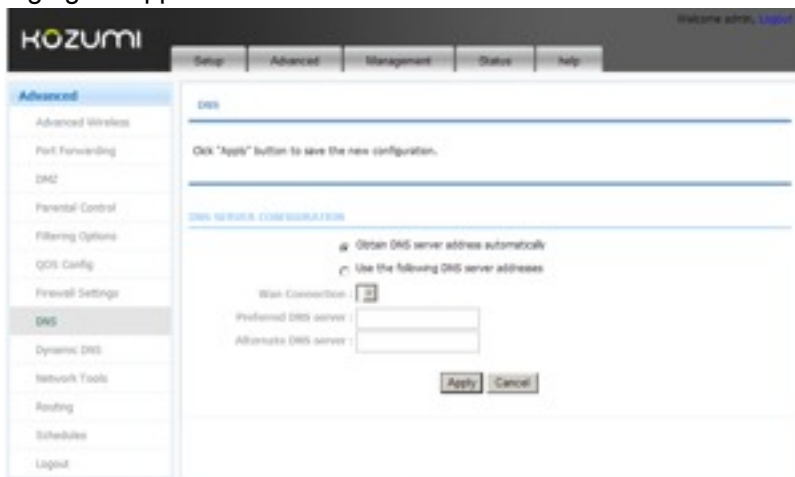 Welcome admin, Logout
KOZUMI
Setup Advanced Management Status help
Advanced
Advanced Wireless
Port Forwarding
DMZ
Parental Control
Filtering Options
QOS Config
Firewall Settings
DNS
Dynamic DNS
Network Tools
Routing
Schedules
Logout
DNS
Click "Apply" button to save the new configuration.
DNS SERVER CONFIGURATION
Obtain DNS server address automatically
Use the following DNS server addresses
Wan Connection :
Preferred DNS server :
Alternate DNS server :
Apply Cancel